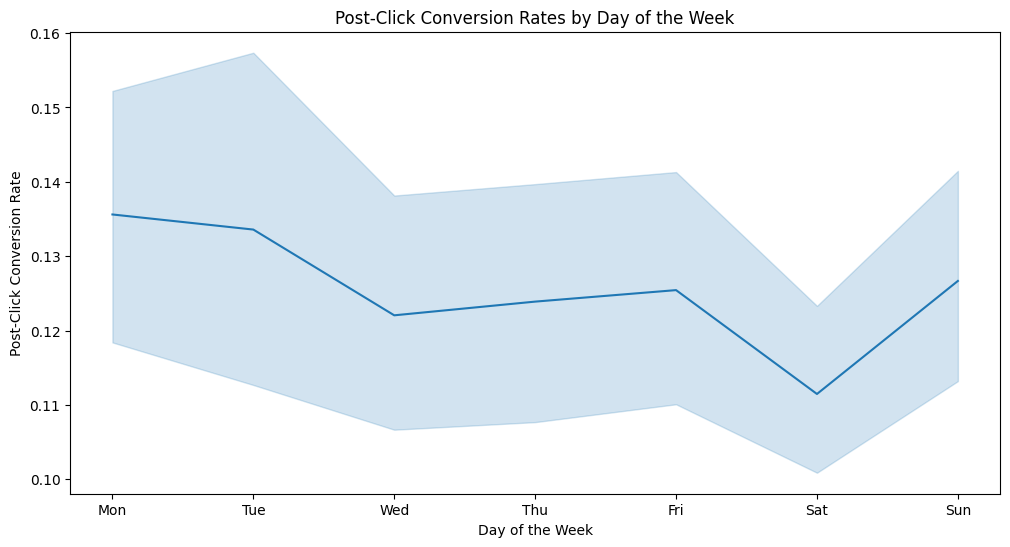 Post-Click Conversion Rates by Day of the Week
Post-Click Conversion Rate
0.16
0.15
0.14
0.13
0.12
0.11
0.10
Mon Tue Wed Thu Fri Sat Sun
Day of the Week